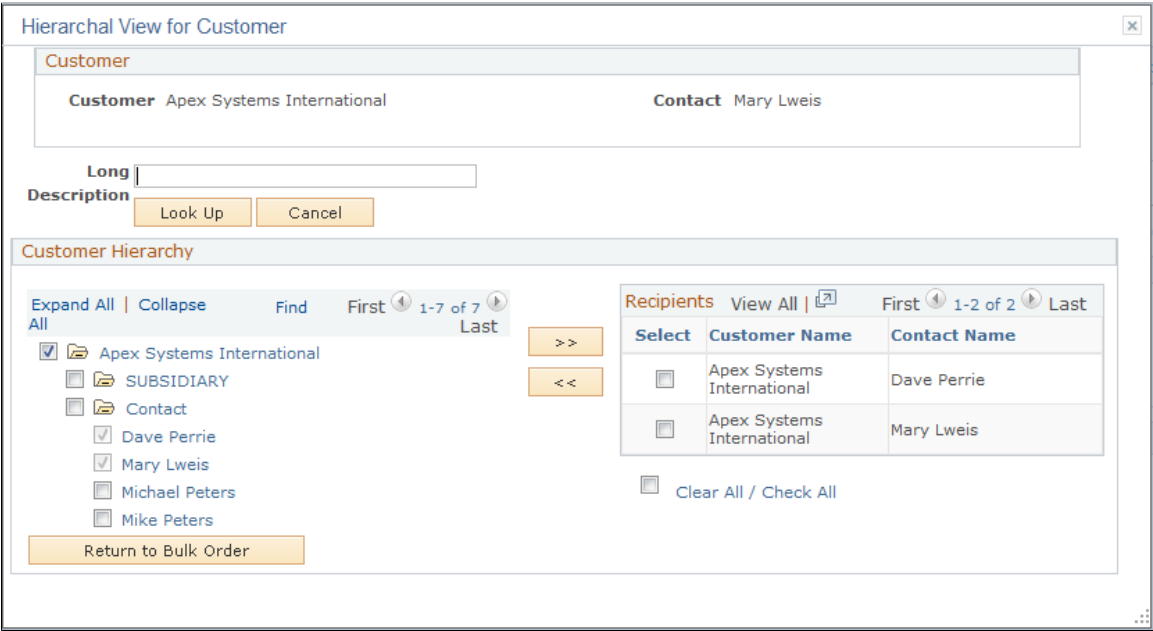 Hierarchal View for Customer
Customer
Customer Apex Systems International Contact Mary Lweis
Long
Description
Look Up Cancel
Customer Hierarchy
Expand All | Collapse
All
Find First 1-7 of 7
Last
Apex Systems International
SUBSIDIARY
Contact
Dave Perrie
Mary Lweis
Michael Peters
Mike Peters
Return to Bulk Order
>>
<<
Recipients View All | First 1-2 of 2 Last
Select Customer Name Contact Name
Apex Systems
International
Dave Perrie
Apex Systems
International
Mary Lweis
Clear All / Check All